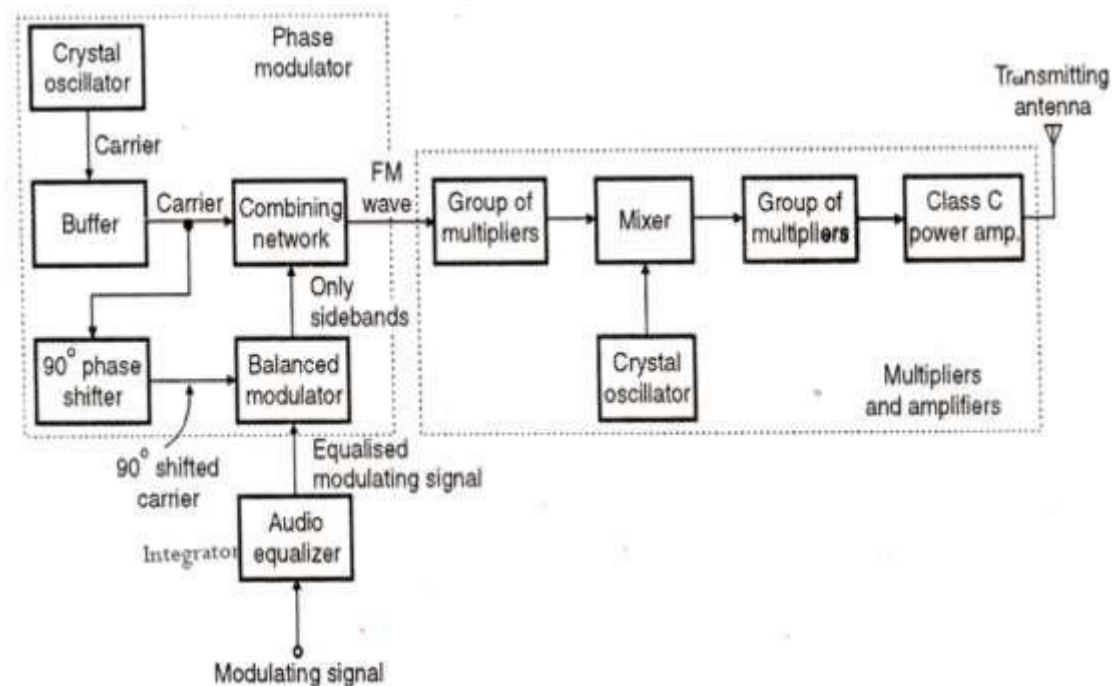 Crystal
oscillator
Phase
modulator
Transmitting
antenna
Carrier
Buffer
Carrier
Combining
network
FM
wave
Group of
multipliers
Mixer
Group of
multipliers
Class C
power amp.
Only
sidebands
90° phase
shifter
Balanced
modulator
Crystal
oscillator
Multipliers
and amplifiers
90° shifted
carrier
Equalised
modulating signal
Integrator
Audio
equalizer
Modulating signal